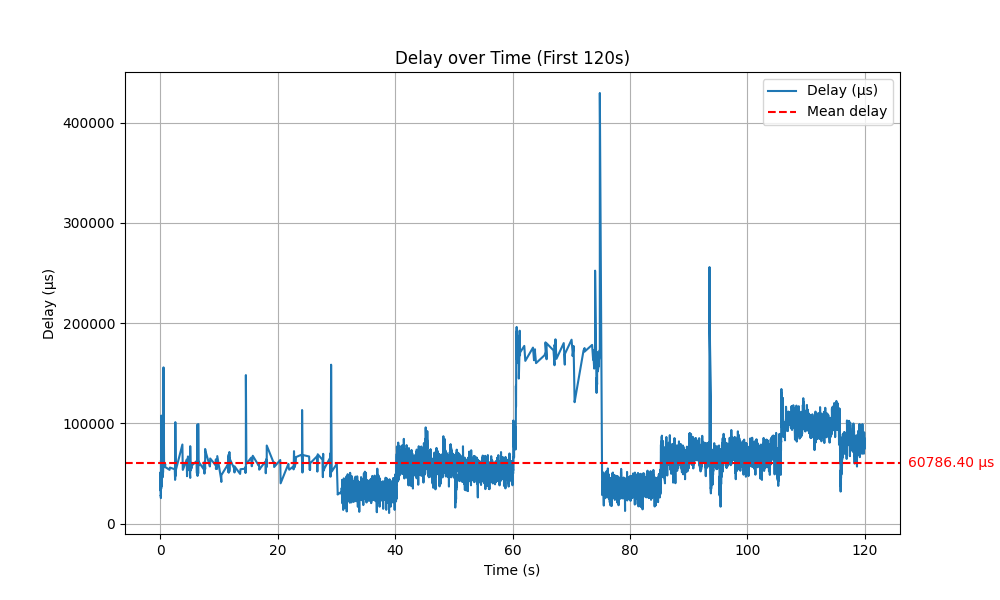 Delay over Time (First 120s)
Delay (µs)
Mean delay
400000
300000
200000
100000
0
Delay (µs)
60786.40 µs
0 20 40 60 80 100 120
Time (s)